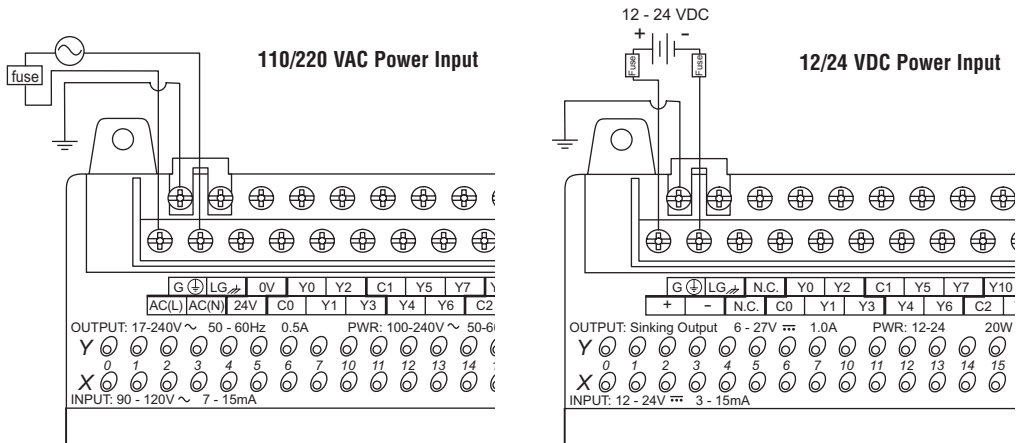 110/220 VAC Power Input
fuse
G LG 0V Y0 Y2 C1 Y5 Y7
AC(L) AC(N) 24V C0 Y1 Y3 Y4 Y6 C2
OUTPUT: 17-240V ~ 50 - 60Hz 0.5A PWR: 100-240V ~
Y
0 1 2 3 4 5 6 7 10 11 12 13 14
X
INPUT: 90 - 120V ~ 7 - 15mA
12 - 24 VDC
+ -
Fuse Fuse
12/24 VDC Power Input
G LG N.C. Y0 Y2 C1 Y5 Y7 Y10
+ - N.C. C0 Y1 Y3 Y4 Y6 C2
OUTPUT: Sinking Output 6 - 27V ⎓ 1.0A PWR: 12-24 20W
Y
0 1 2 3 4 5 6 7 10 11 12 13 14 15
X
INPUT: 12 - 24V ⎓ 3 - 15mA